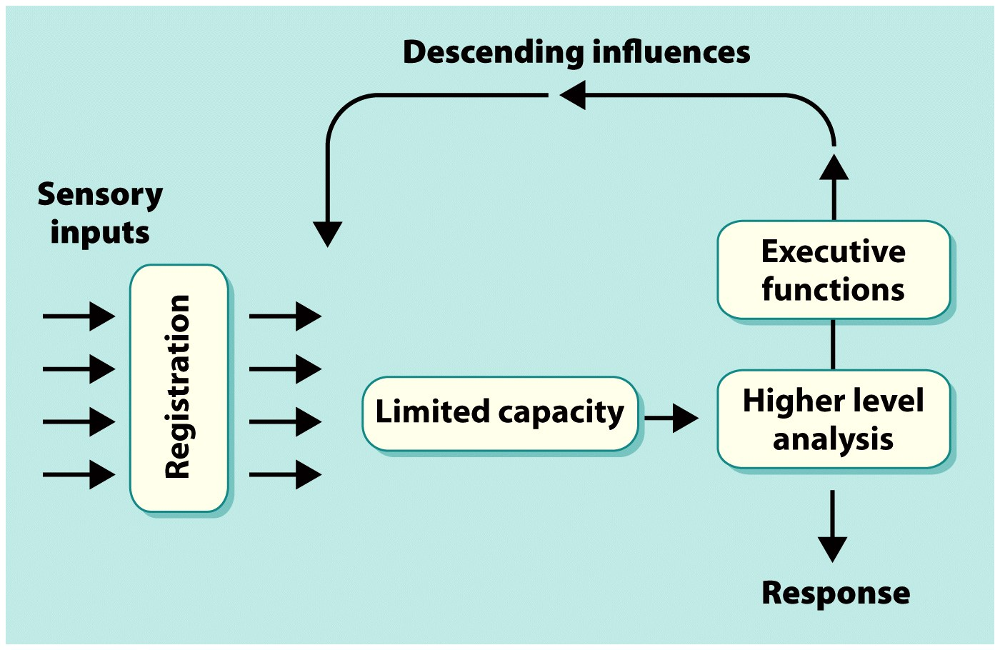 Descending influences
Sensory
inputs
Registration
Limited capacity
Executive
functions
Higher level
analysis
Response